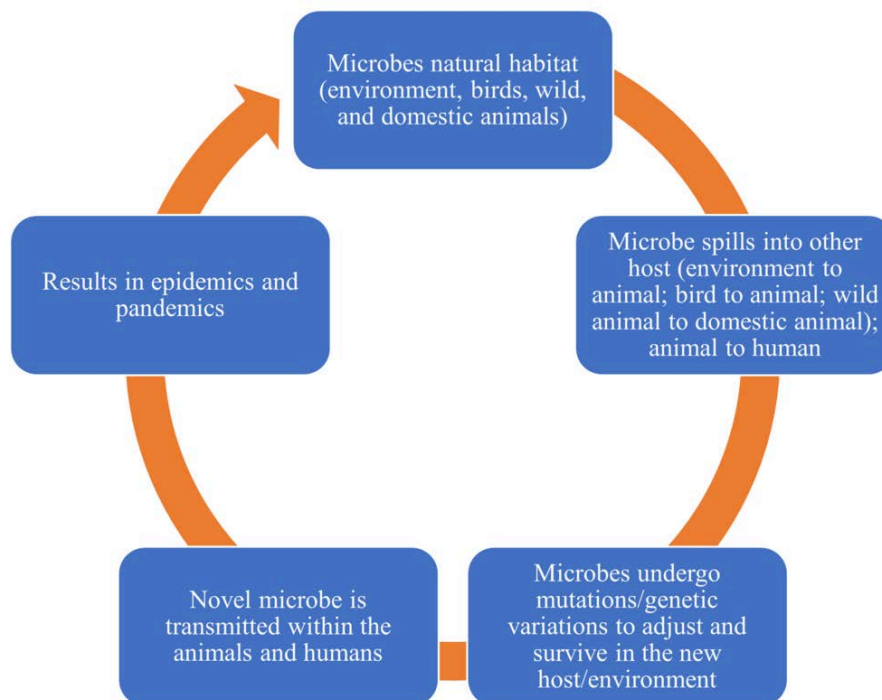 Microbes natural habitat
(environment, birds, wild,
and domestic animals)
Microbe spills into other
host (environment to
animal; bird to animal; wild
animal to domestic animal);
animal to human
Microbes undergo
mutations/genetic
variations to adjust and
survive in the new
host/environment
Novel microbe is
transmitted within the
animals and humans
Results in epidemics and
pandemics